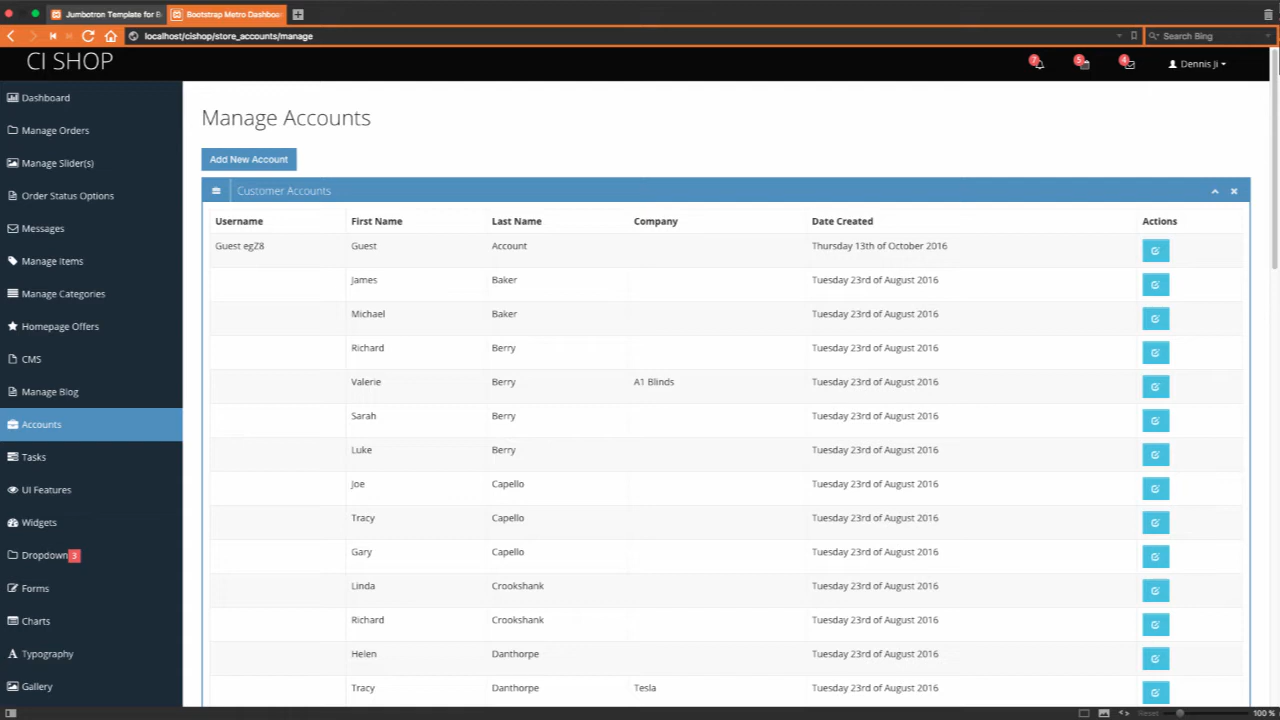 Jumbotron Template for B
Bootstrap Metro Dashboa
localhost/cishop/store_accounts/manage
Search Bing
CI SHOP
7
5
4
Dennis Ji
Dashboard
Manage Orders
Manage Slider(s)
Order Status Options
Messages
Manage Items
Manage Categories
Homepage Offers
CMS
Manage Blog
Accounts
Tasks
UI Features
Widgets
Dropdown 3
Forms
Charts
Typography
Gallery
Manage Accounts
Add New Account
Customer Accounts
Username First Name Last Name Company Date Created Actions
Guest egZ8 Guest Account Thursday 13th of October 2016
James Baker Tuesday 23rd of August 2016
Michael Baker Tuesday 23rd of August 2016
Richard Berry Tuesday 23rd of August 2016
Valerie Berry A1 Blinds Tuesday 23rd of August 2016
Sarah Berry Tuesday 23rd of August 2016
Luke Berry Tuesday 23rd of August 2016
Joe Capello Tuesday 23rd of August 2016
Tracy Capello Tuesday 23rd of August 2016
Gary Capello Tuesday 23rd of August 2016
Linda Crookshank Tuesday 23rd of August 2016
Richard Crookshank Tuesday 23rd of August 2016
Helen Danthorpe Tuesday 23rd of August 2016
Tracy Danthorpe Tesla Tuesday 23rd of August 2016
Reset 100 %